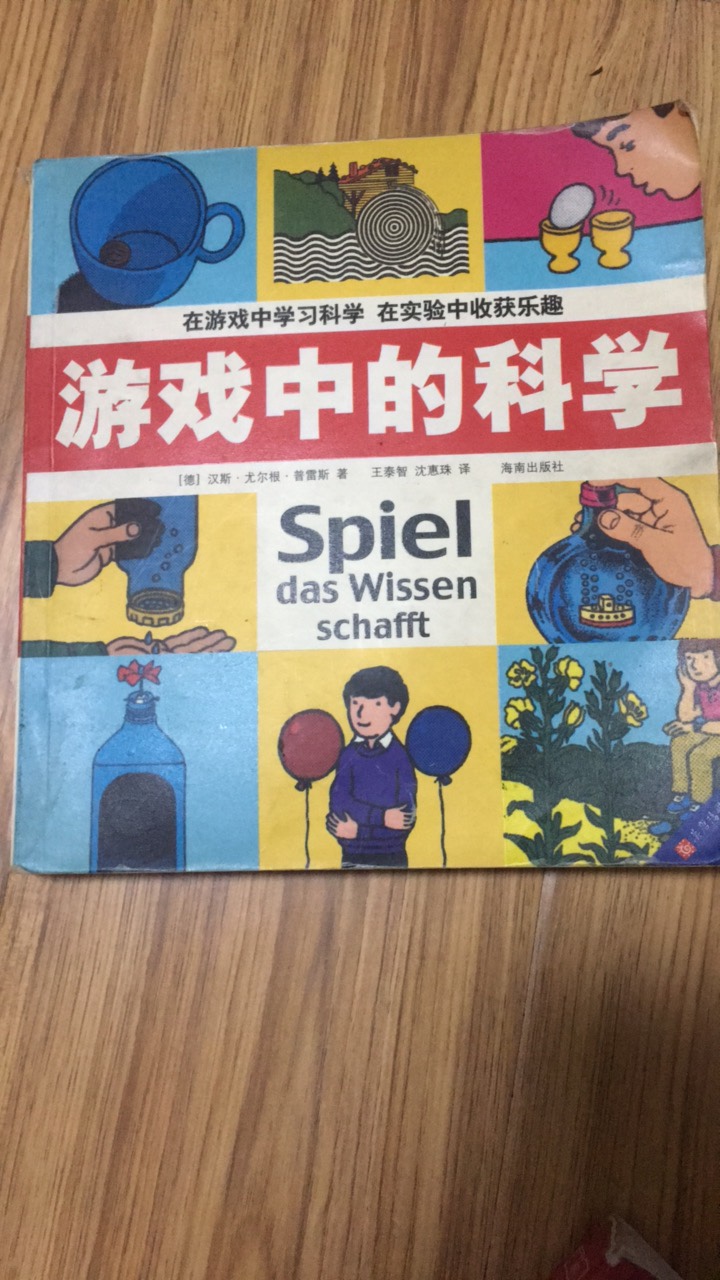 在游戏中学习科学 在实验中收获乐趣
游戏中的科学
[德] 汉斯·尤尔根·普雷斯 著 王泰智 沈惠珠 译 海南出版社
Spiel
das Wissen
schafft